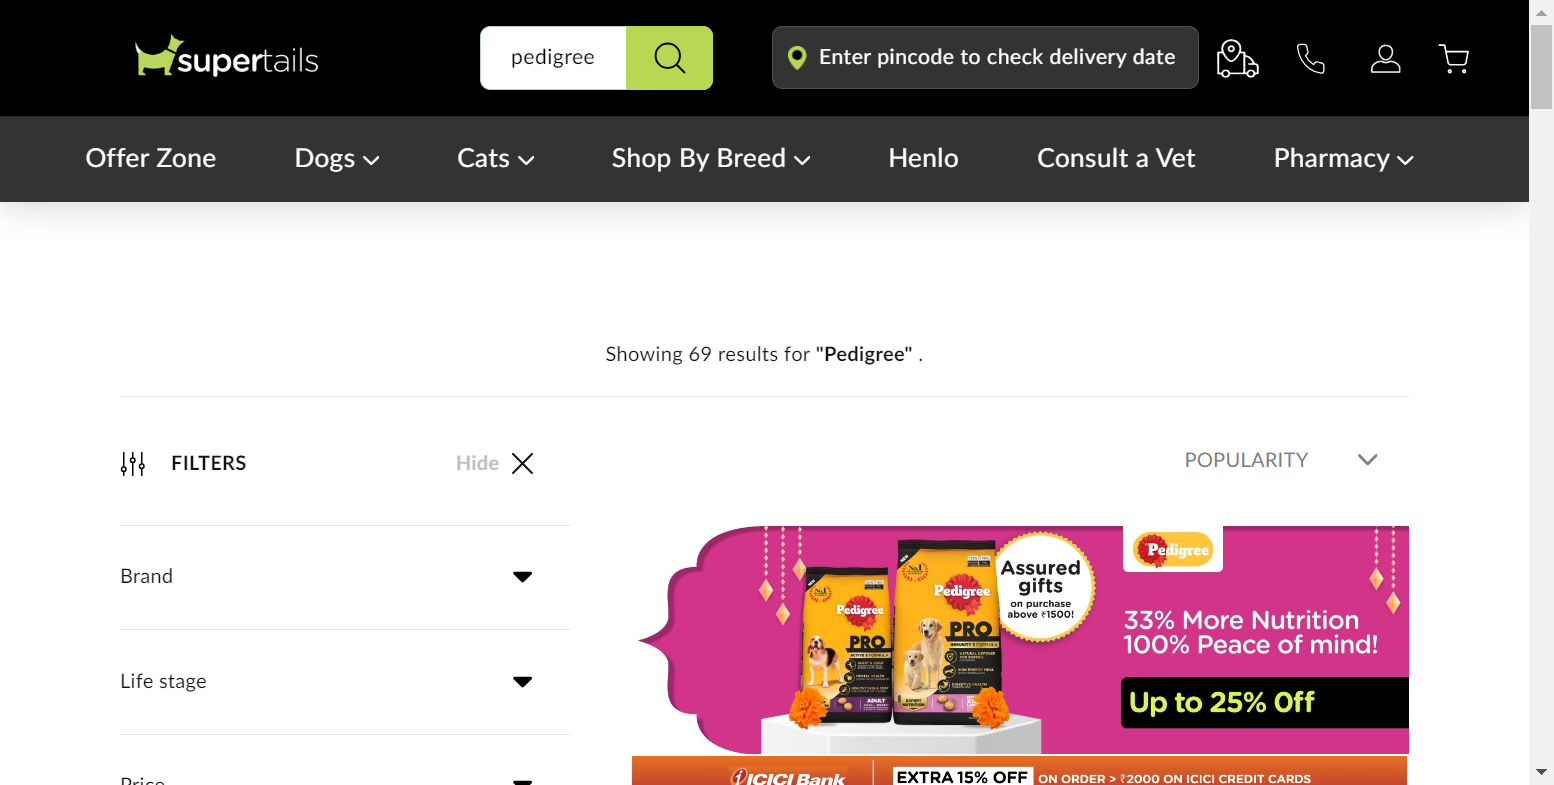 supertails
pedigree
Enter pincode to check delivery date
Offer Zone
Dogs
Cats
Shop By Breed
Henlo
Consult a Vet
Pharmacy
Showing 69 results for "Pedigree" .
FILTERS
Hide
POPULARITY
Brand
Life stage
Price
Assured
gifts
on purchase
above ₹1500!
Pedigree
PRO
ADULT
Pedigree
PRO
EXPERT
NUTRITION
Pedigree
33% More Nutrition
100% Peace of mind!
Up to 25% Off
ICICI Bank
EXTRA 15% OFF
ON ORDER > ₹2000 ON ICICI CREDIT CARDS